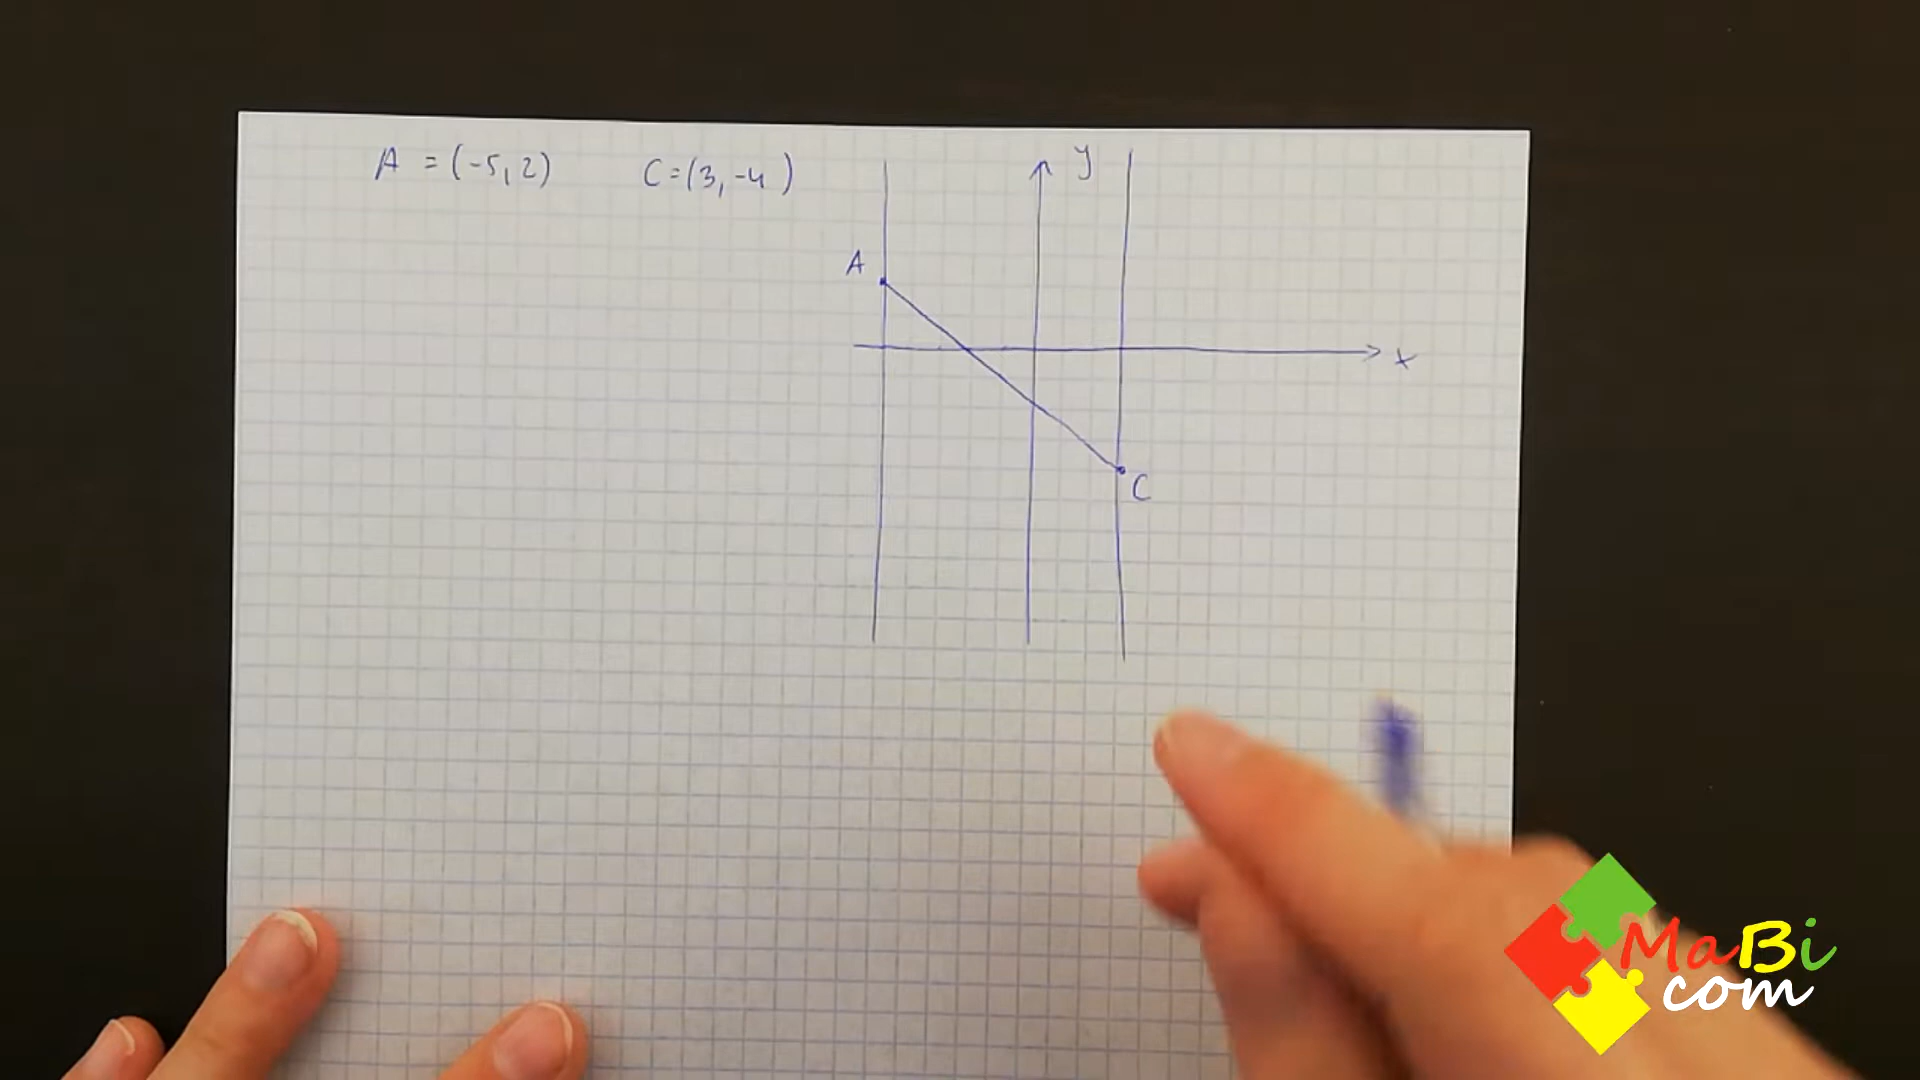 A = (-5, 2) C = (3, -4)
y
A
x
C
MaBi
com